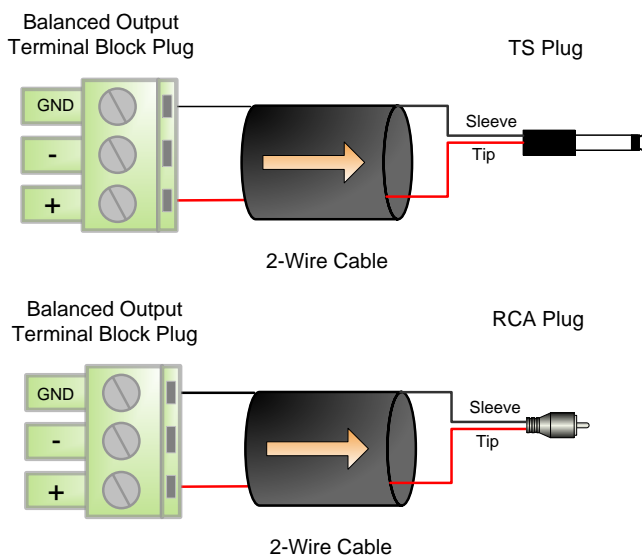 Balanced Output
Terminal Block Plug
TS Plug
GND
-
+
Sleeve
Tip
2-Wire Cable
Balanced Output
Terminal Block Plug
RCA Plug
GND
-
+
Sleeve
Tip
2-Wire Cable